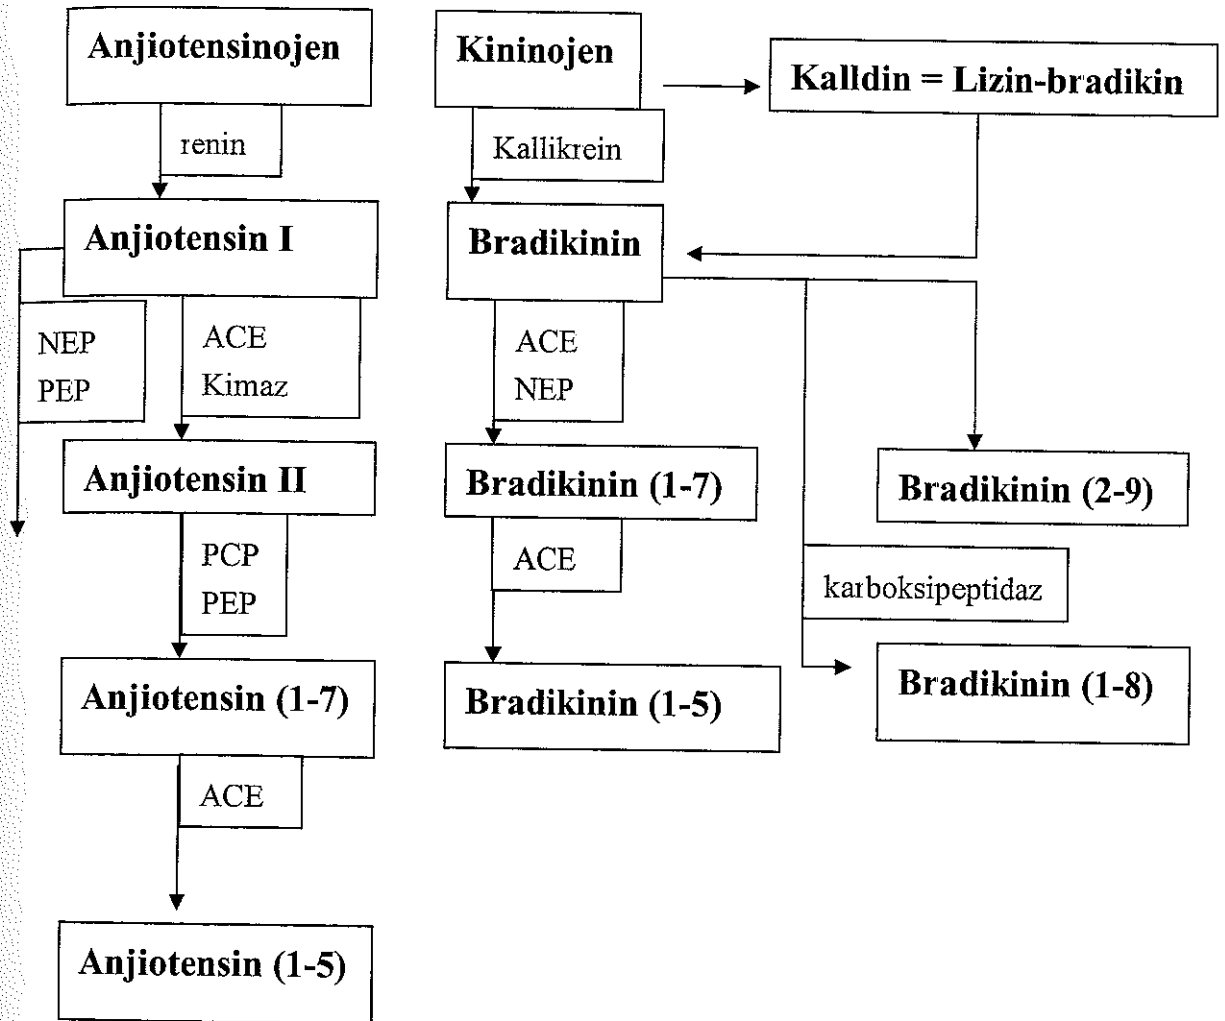 Anjiotensinojen
Kininojen
Kalldin = Lizin-bradikin
renin
Kallikrein
Anjiotensin I
Bradikinin
NEP
PEP
ACE
Kimaz
ACE
NEP
Anjiotensin II
Bradikinin (1-7)
Bradikinin (2-9)
PCP
PEP
ACE
karboksipeptidaz
Anjiotensin (1-7)
Bradikinin (1-5)
Bradikinin (1-8)
ACE
Anjiotensin (1-5)